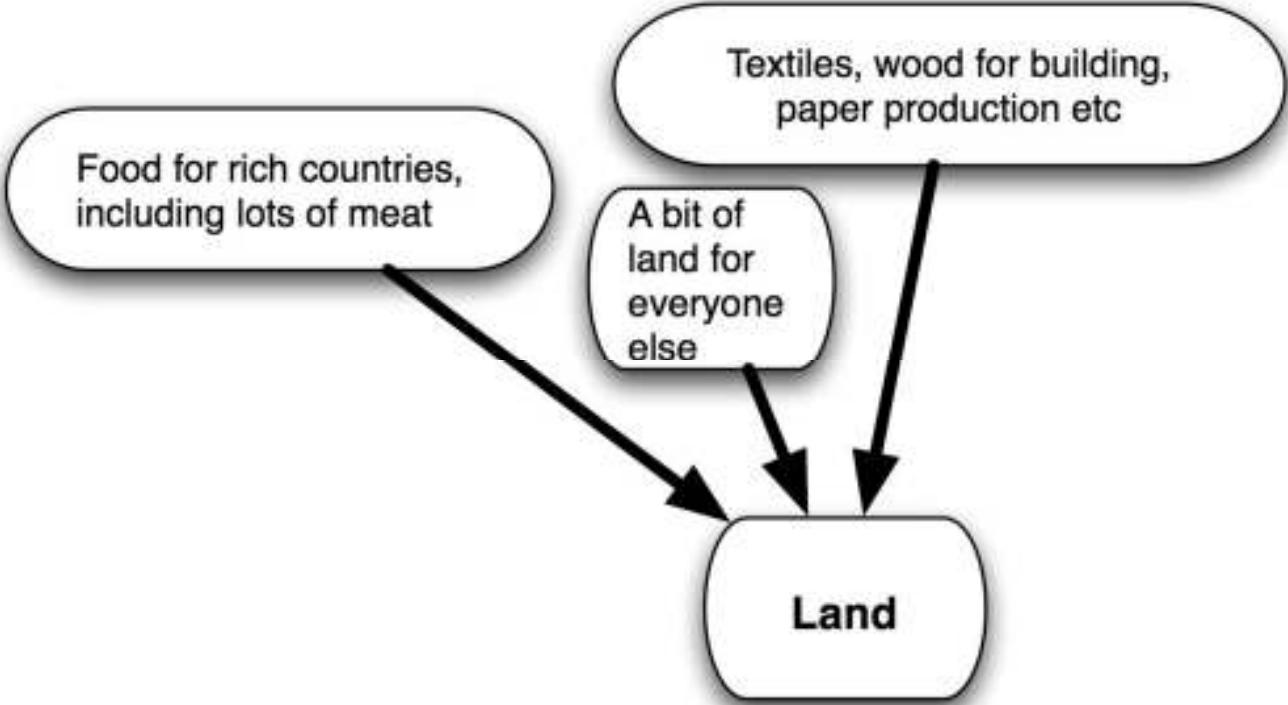 Textiles, wood for building,
paper production etc
Food for rich countries,
including lots of meat
A bit of
land for
everyone
else
Land